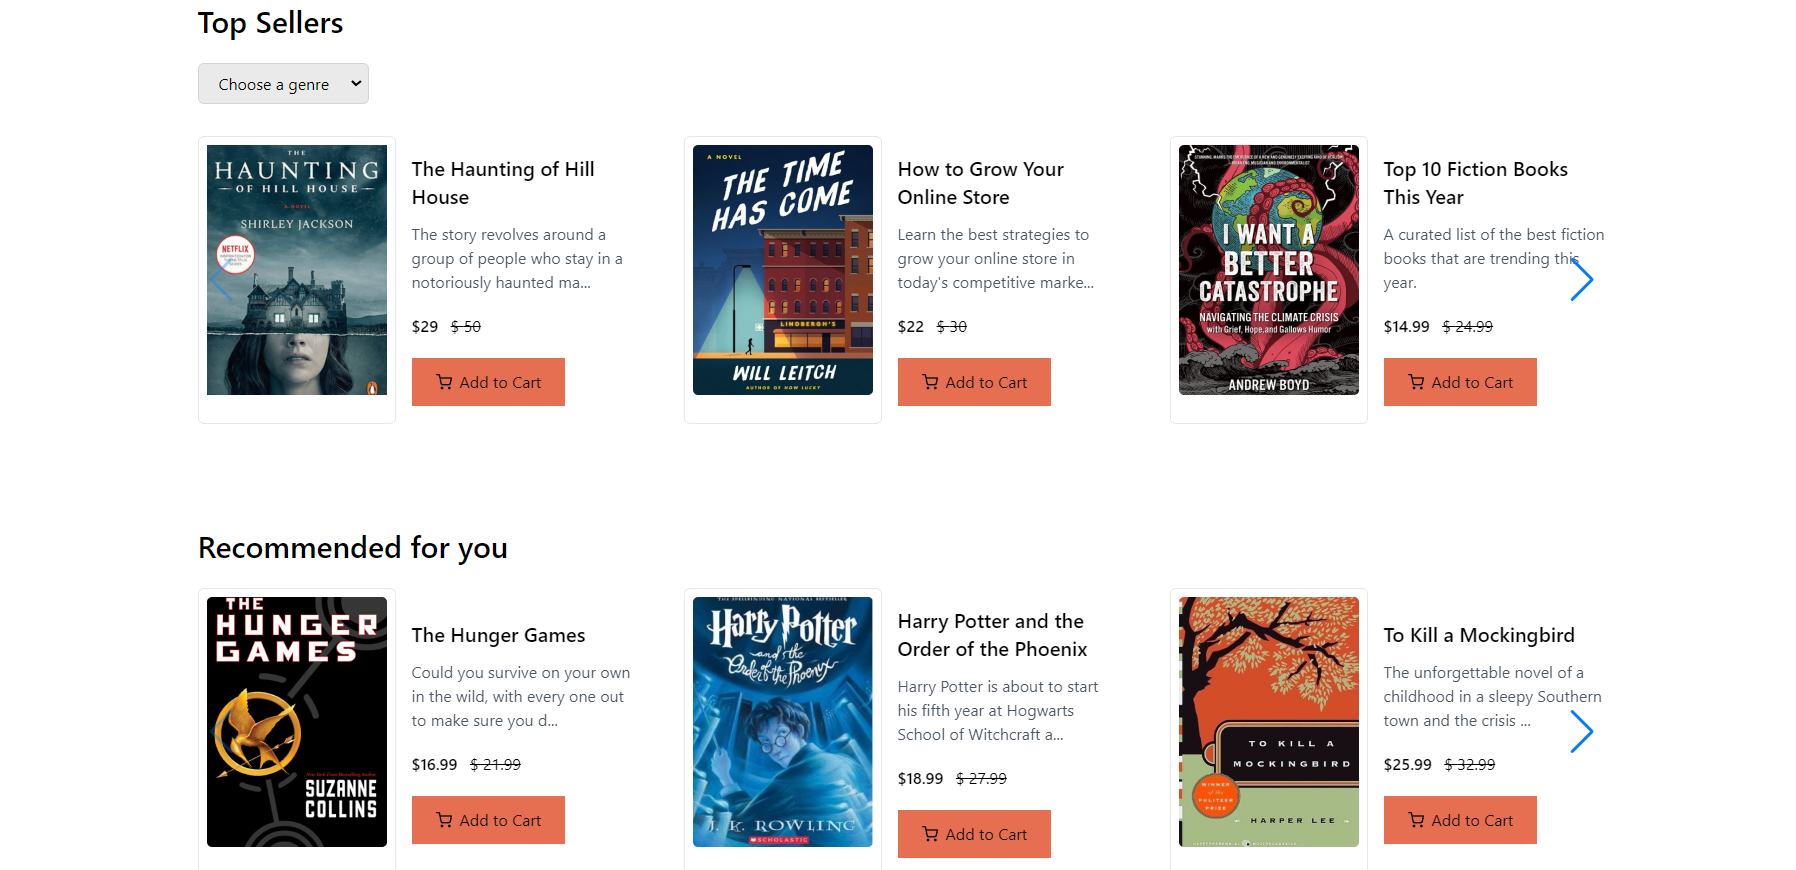 Top Sellers
Choose a genre
THE
HAUNTING
OF HILL HOUSE
A NOVEL
SHIRLEY JACKSON
NETFLIX
The Haunting of Hill
House
The story revolves around a
group of people who stay in a
notoriously haunted ma...
$29 $ 50
Add to Cart
A NOVEL
THE TIME
HAS COME
LINDBERGH'S
WILL LEITCH
AUTHOR OF HOW LUCKY
How to Grow Your
Online Store
Learn the best strategies to
grow your online store in
today's competitive marke...
$22 $ 30
Add to Cart
I WANT A
BETTER
CATASTROPHE
NAVIGATING THE CLIMATE CRISIS
with Grief, Hope, and Gallows Humor
ANDREW BOYD
Top 10 Fiction Books
This Year
A curated list of the best fiction
books that are trending this
year.
$14.99 $ 24.99
Add to Cart
Recommended for you
THE
HUNGER
GAMES
SUZANNE
COLLINS
The Hunger Games
Could you survive on your own
in the wild, with every one out
to make sure you d...
$16.99 $ 21.99
Add to Cart
Harry Potter
and the
Order of the Phoenix
J. K. ROWLING
SCHOLASTIC
Harry Potter and the
Order of the Phoenix
Harry Potter is about to start
his fifth year at Hogwarts
School of Witchcraft a...
$18.99 $ 27.99
Add to Cart
TO KILL A
MOCKINGBIRD
WINNER
of the
PULITZER
PRIZE
HARPER LEE
To Kill a Mockingbird
The unforgettable novel of a
childhood in a sleepy Southern
town and the crisis ...
$25.99 $ 32.99
Add to Cart